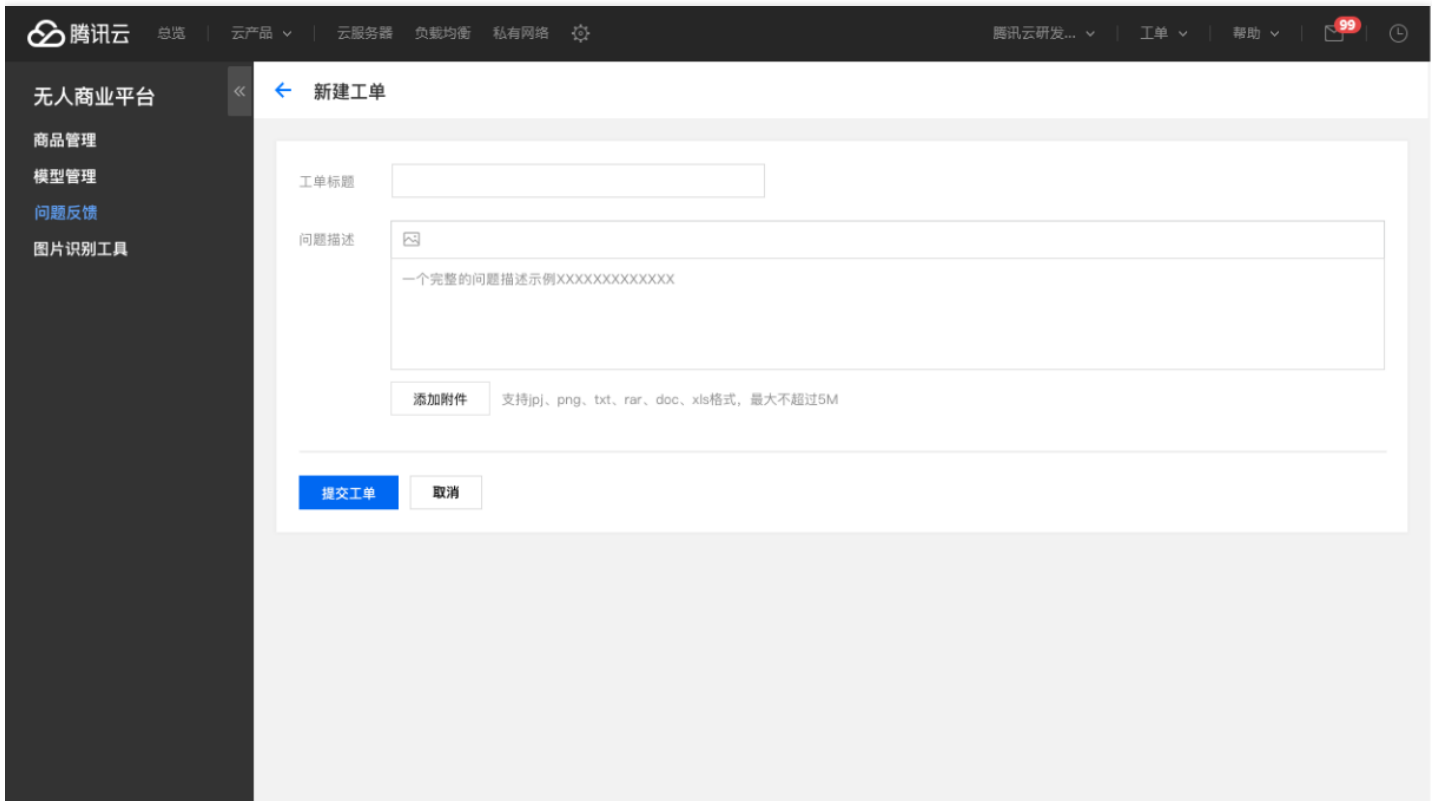 腾讯云 总览 云产品 云服务器 负载均衡 私有网络 腾讯云研发... 工单 帮助 99
无人商业平台
商品管理
模型管理
问题反馈
图片识别工具
新建工单
工单标题
问题描述
一个完整的问题描述示例XXXXXXXXXXXXX
添加附件 支持jpj、png、txt、rar、doc、xls格式，最大不超过5M
提交工单 取消